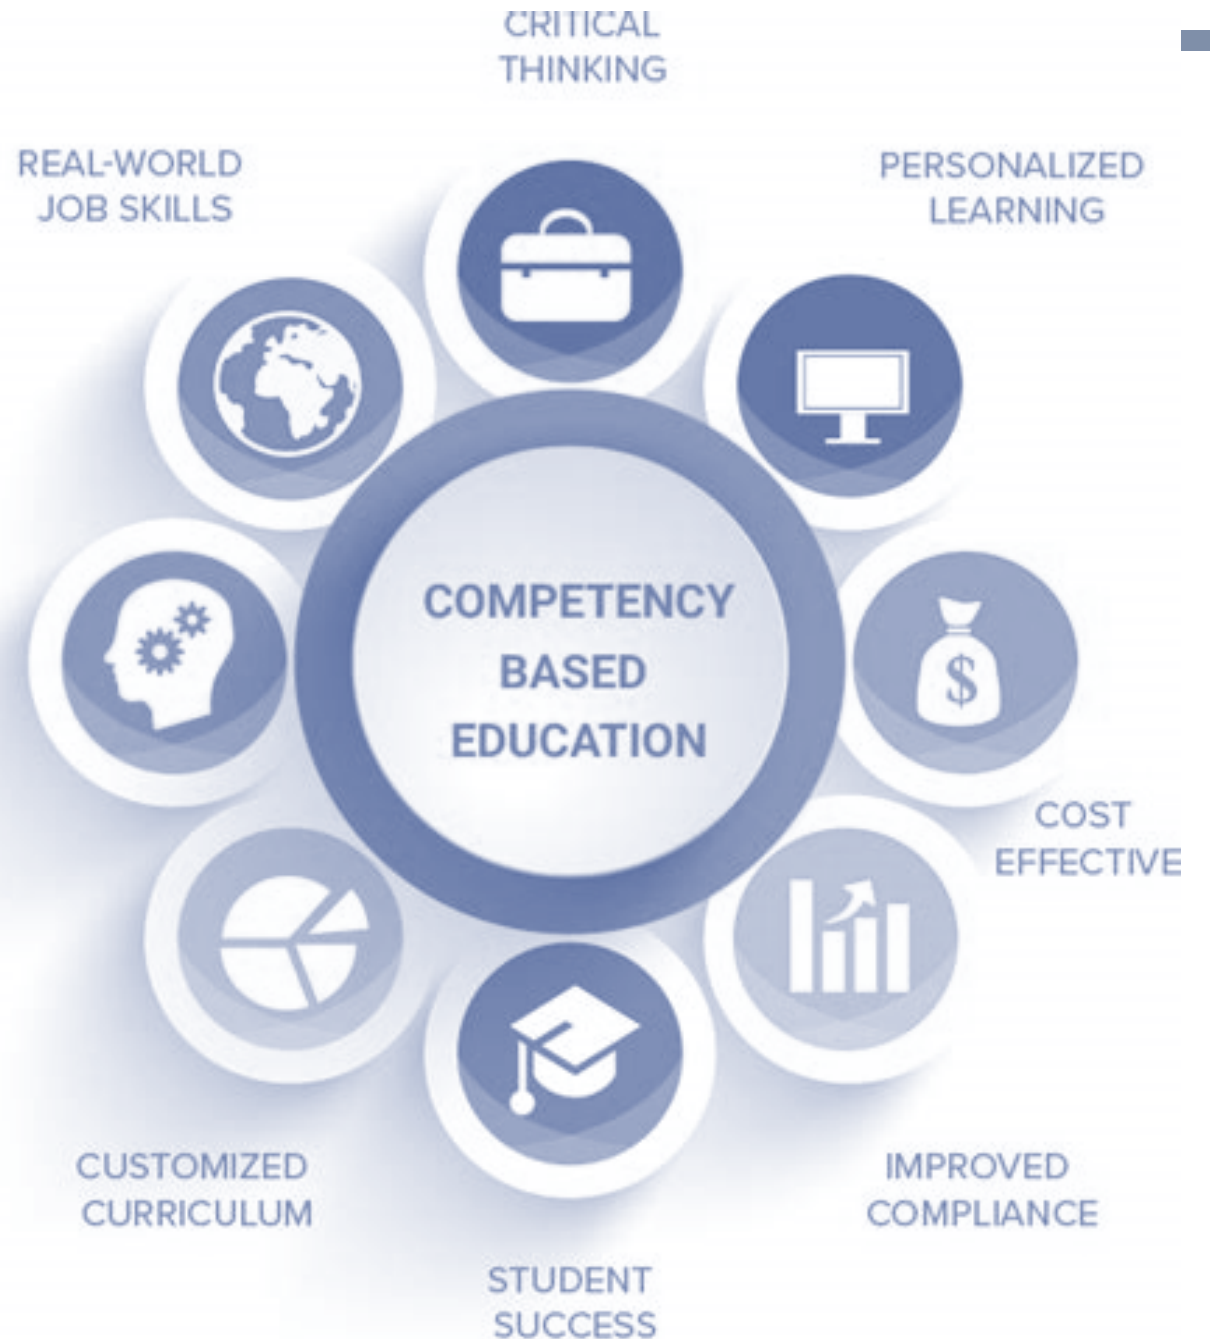 CRITICAL
THINKING
REAL-WORLD
JOB SKILLS
PERSONALIZED
LEARNING
COMPETENCY
BASED
EDUCATION
$
COST
EFFECTIVE
CUSTOMIZED
CURRICULUM
IMPROVED
COMPLIANCE
STUDENT
SUCCESS